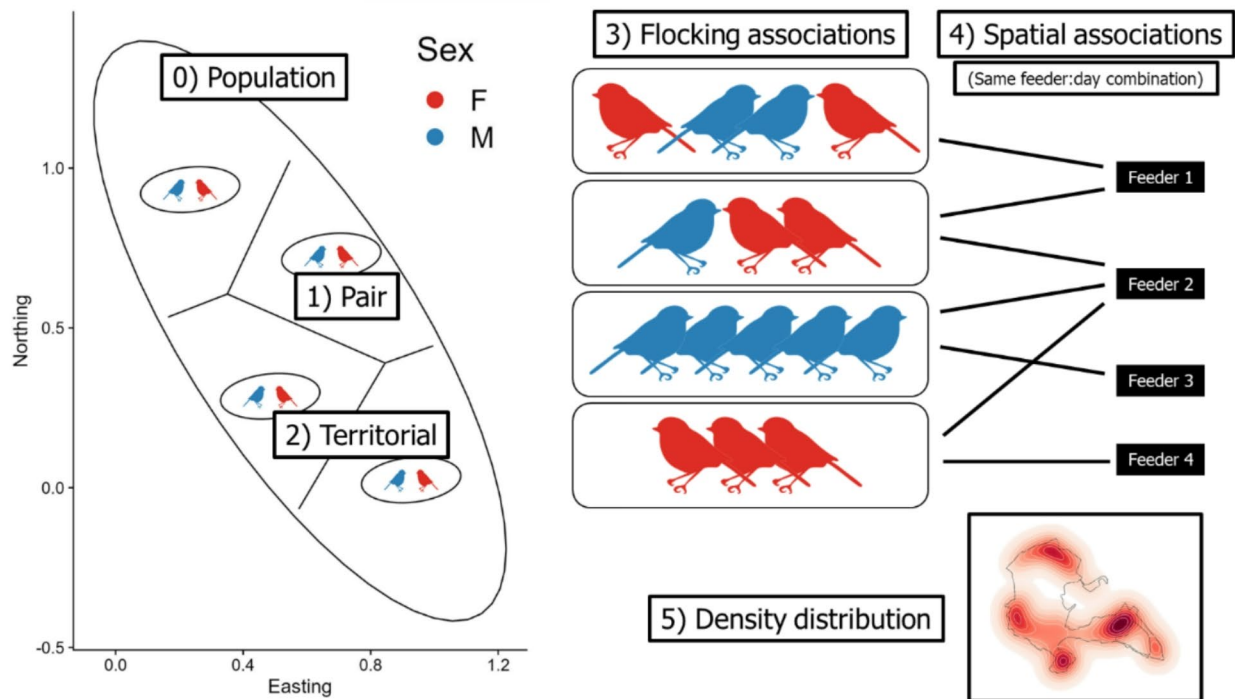 0) Population
Sex
F
M
1) Pair
2) Territorial
Northing
1.0
0.5
0.0
-0.5
0.0
0.4
0.8
1.2
Easting
3) Flocking associations
4) Spatial associations
(Same feeder:day combination)
Feeder 1
Feeder 2
Feeder 3
Feeder 4
5) Density distribution